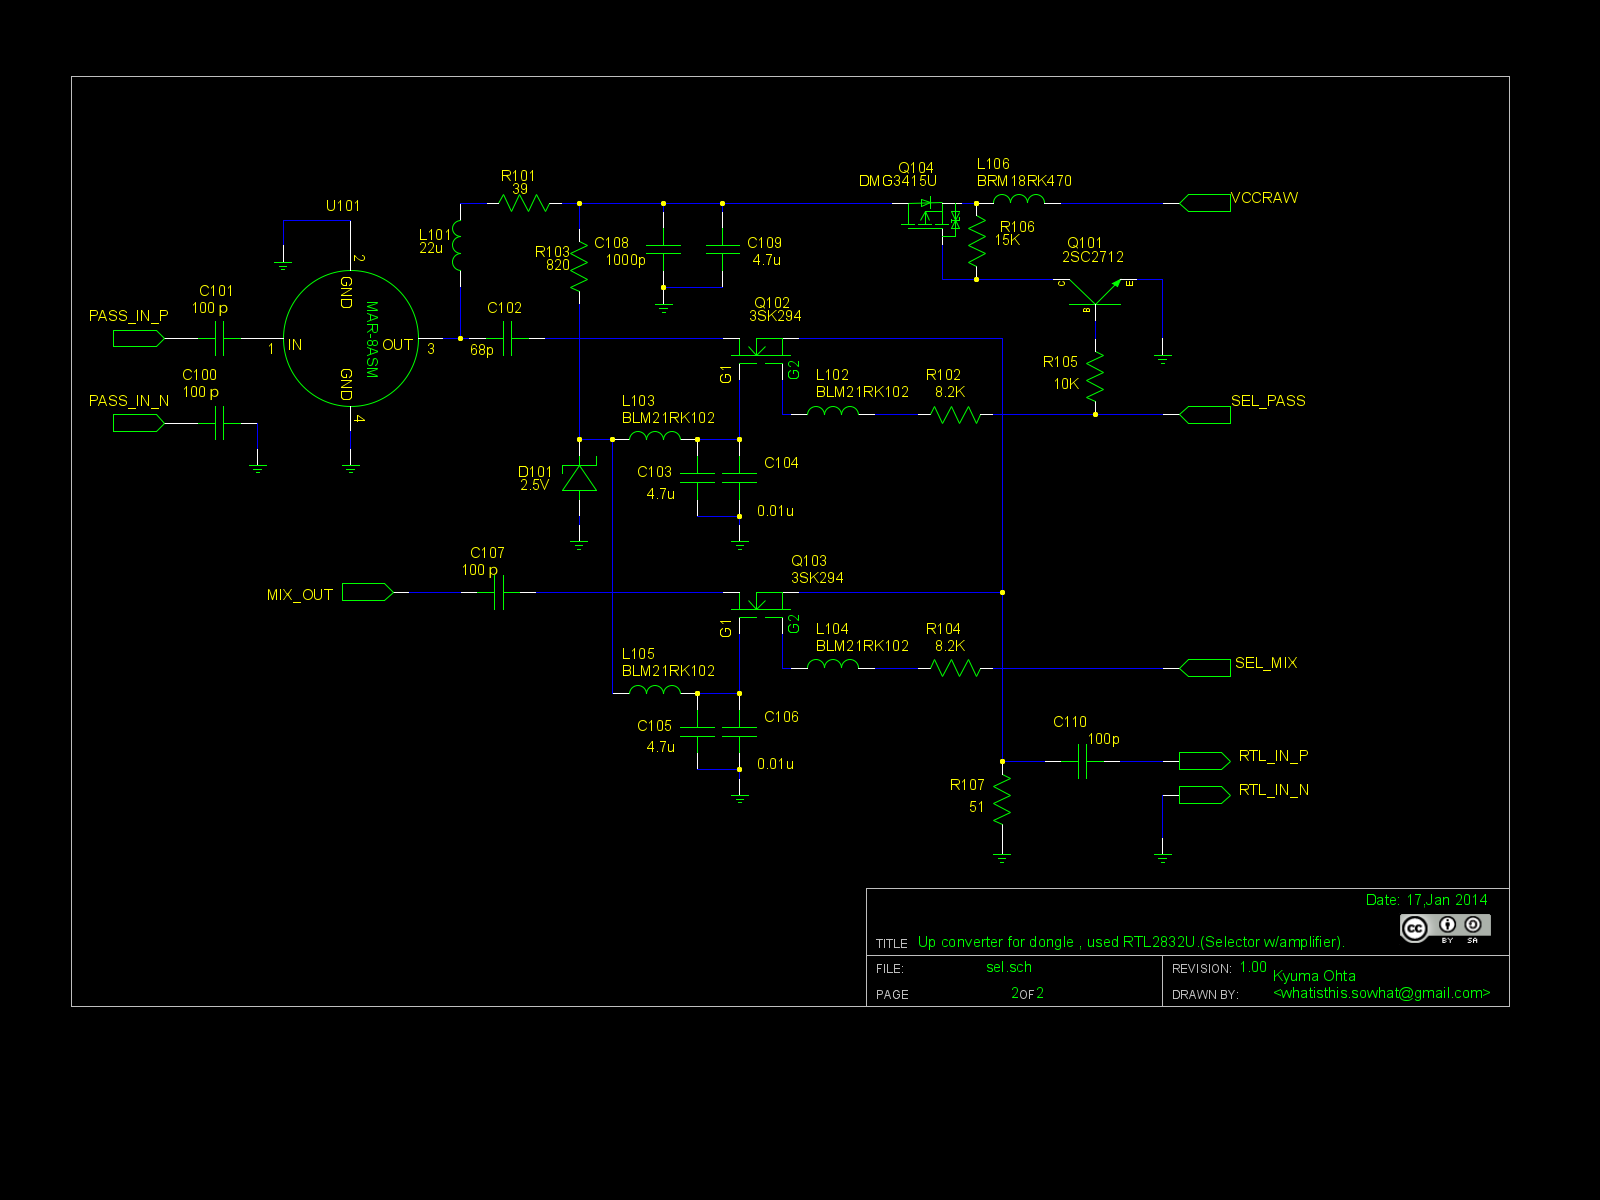 Q104
DMG3415U
L106
BRM18RK470
R101
39
VCCRAW
U101
L101
22u
R103
820
C108
1000p
C109
4.7u
R106
15K
Q101
2SC2712
C
E
B
2
GND
MAR-8ASM
C101
100 p
PASS_IN_P
1
IN
OUT
3
GND
4
C102
68p
Q102
3SK294
G1
G2
R105
10K
C100
100 p
PASS_IN_N
L102
BLM21RK102
R102
8.2K
SEL_PASS
L103
BLM21RK102
D101
2.5V
C103
4.7u
C104
0.01u
C107
100 p
MIX_OUT
Q103
3SK294
G1
G2
L104
BLM21RK102
R104
8.2K
SEL_MIX
L105
BLM21RK102
C105
4.7u
C106
0.01u
C110
100p
RTL_IN_P
RTL_IN_N
R107
51
Date: 17,Jan 2014
cc BY SA
TITLE Up converter for dongle , used RTL2832U.(Selector w/amplifier).
FILE: sel.sch
REVISION: 1.00
PAGE 2 OF 2
DRAWN BY: Kyuma Ohta
<whatisthis.sowhat@gmail.com>